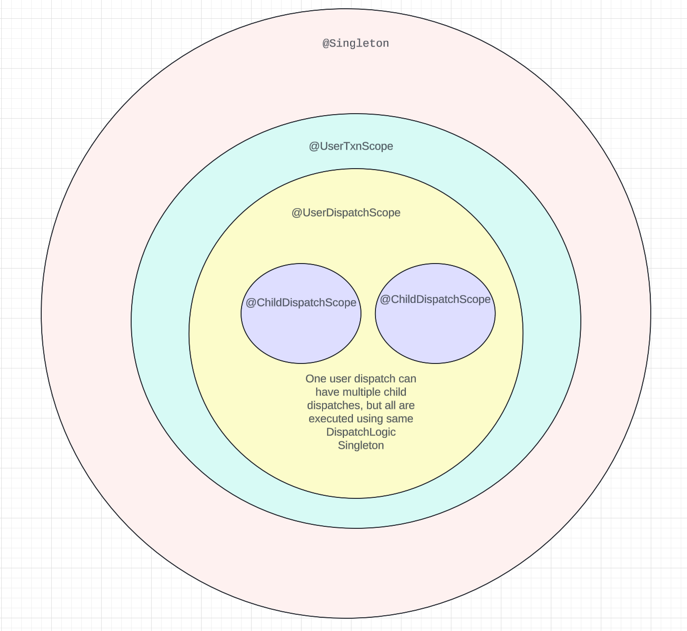 @Singleton
@UserTxnScope
@UserDispatchScope
@ChildDispatchScope
@ChildDispatchScope
One user dispatch can
have multiple child
dispatches, but all are
executed using same
DispatchLogic
Singleton